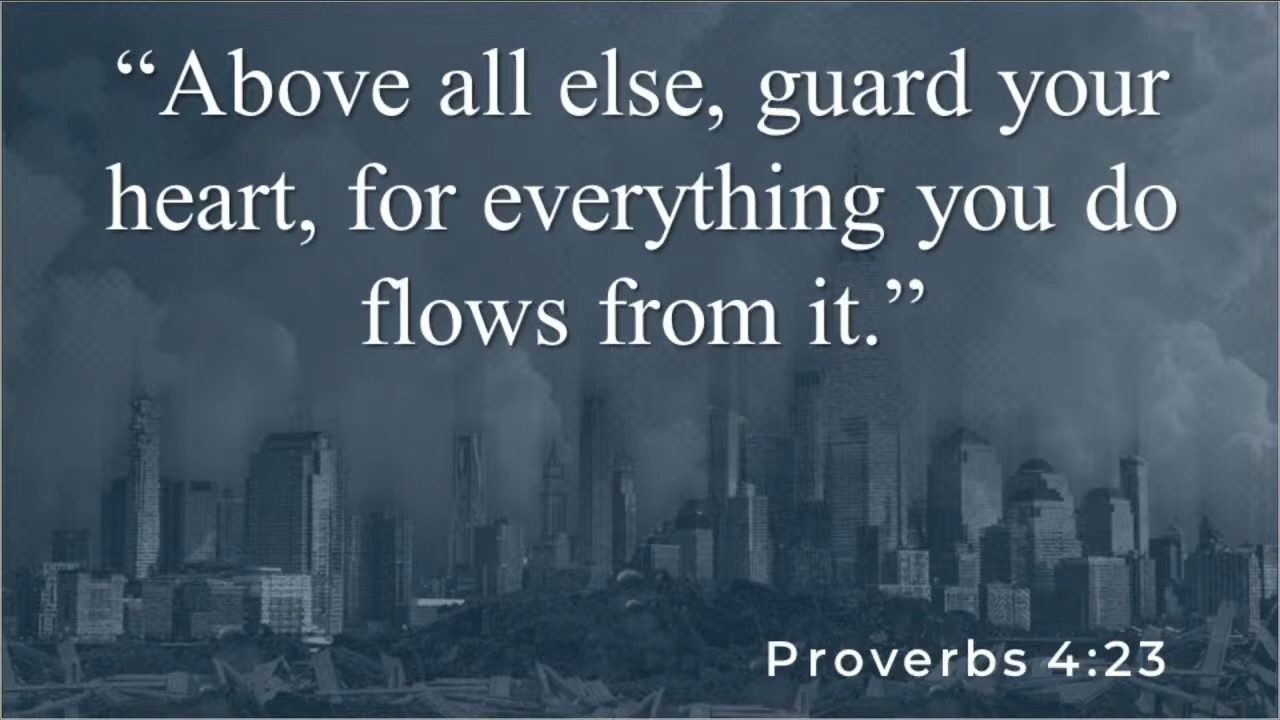 “Above all else, guard your
heart, for everything you do
flows from it.”
Proverbs 4:23